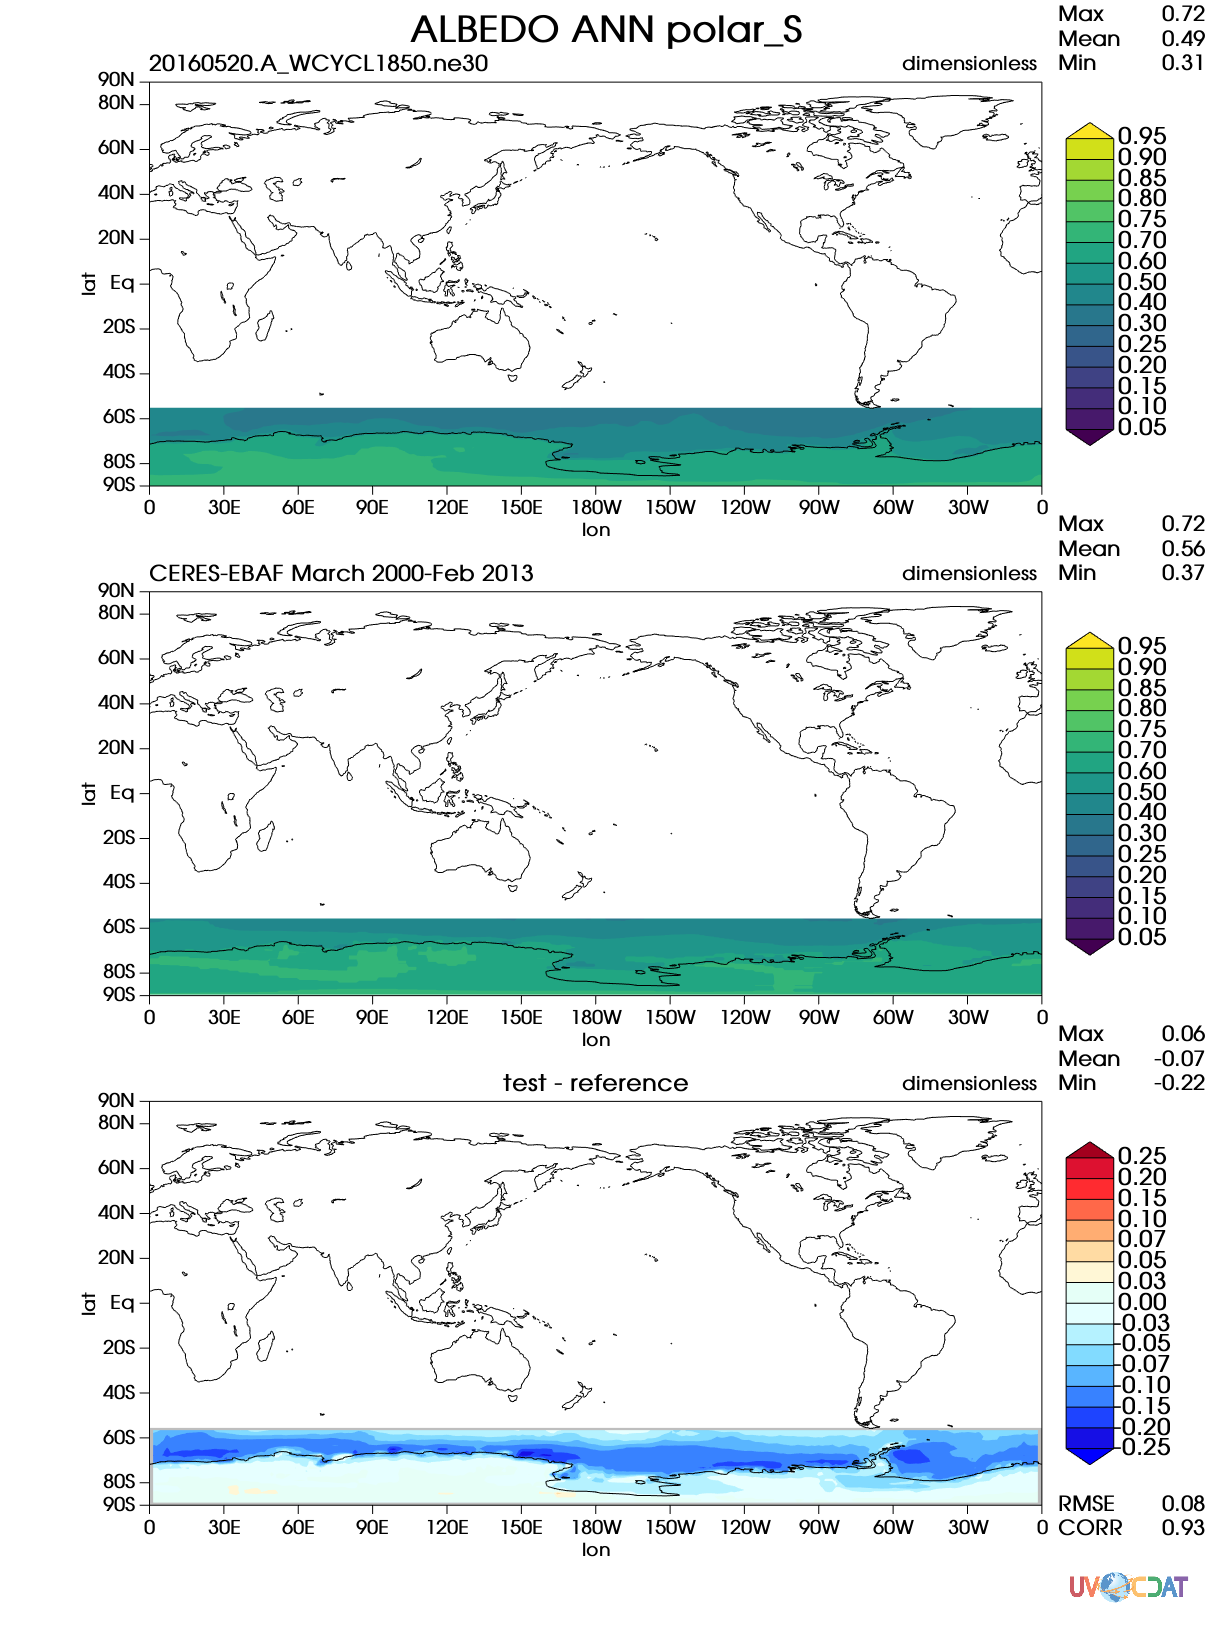 ALBEDO ANN polar_S
Max 0.72
Mean 0.49
Min 0.31
20160520.A_WCYCL1850.ne30
dimensionless
90N
80N
60N
40N
20N
Eq
20S
40S
60S
80S
90S
lat
0 30E 60E 90E 120E 150E 180W 150W 120W 90W 60W 30W 0
lon
0.95
0.90
0.85
0.80
0.75
0.70
0.60
0.50
0.40
0.30
0.25
0.20
0.15
0.10
0.05
Max 0.72
Mean 0.56
Min 0.37
CERES-EBAF March 2000-Feb 2013
dimensionless
90N
80N
60N
40N
20N
Eq
20S
40S
60S
80S
90S
lat
0 30E 60E 90E 120E 150E 180W 150W 120W 90W 60W 30W 0
lon
0.95
0.90
0.85
0.80
0.75
0.70
0.60
0.50
0.40
0.30
0.25
0.20
0.15
0.10
0.05
Max 0.06
Mean -0.07
Min -0.22
test - reference
dimensionless
90N
80N
60N
40N
20N
Eq
20S
40S
60S
80S
90S
lat
0 30E 60E 90E 120E 150E 180W 150W 120W 90W 60W 30W 0
lon
0.25
0.20
0.15
0.10
0.07
0.05
0.03
0.00
-0.03
-0.05
-0.07
-0.10
-0.15
-0.20
-0.25
RMSE 0.08
CORR 0.93
UV CDAT